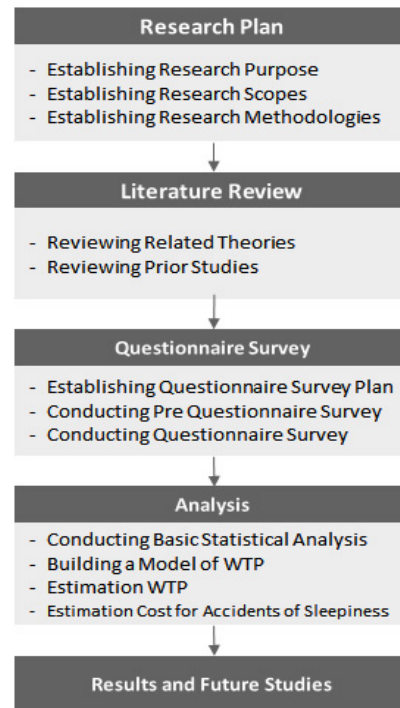 Research Plan
- Establishing Research Purpose
- Establishing Research Scopes
- Establishing Research Methodologies
Literature Review
- Reviewing Related Theories
- Reviewing Prior Studies
Questionnaire Survey
- Establishing Questionnaire Survey Plan
- Conducting Pre Questionnaire Survey
- Conducting Questionnaire Survey
Analysis
- Conducting Basic Statistical Analysis
- Building a Model of WTP
- Estimation WTP
- Estimation Cost for Accidents of Sleepiness
Results and Future Studies